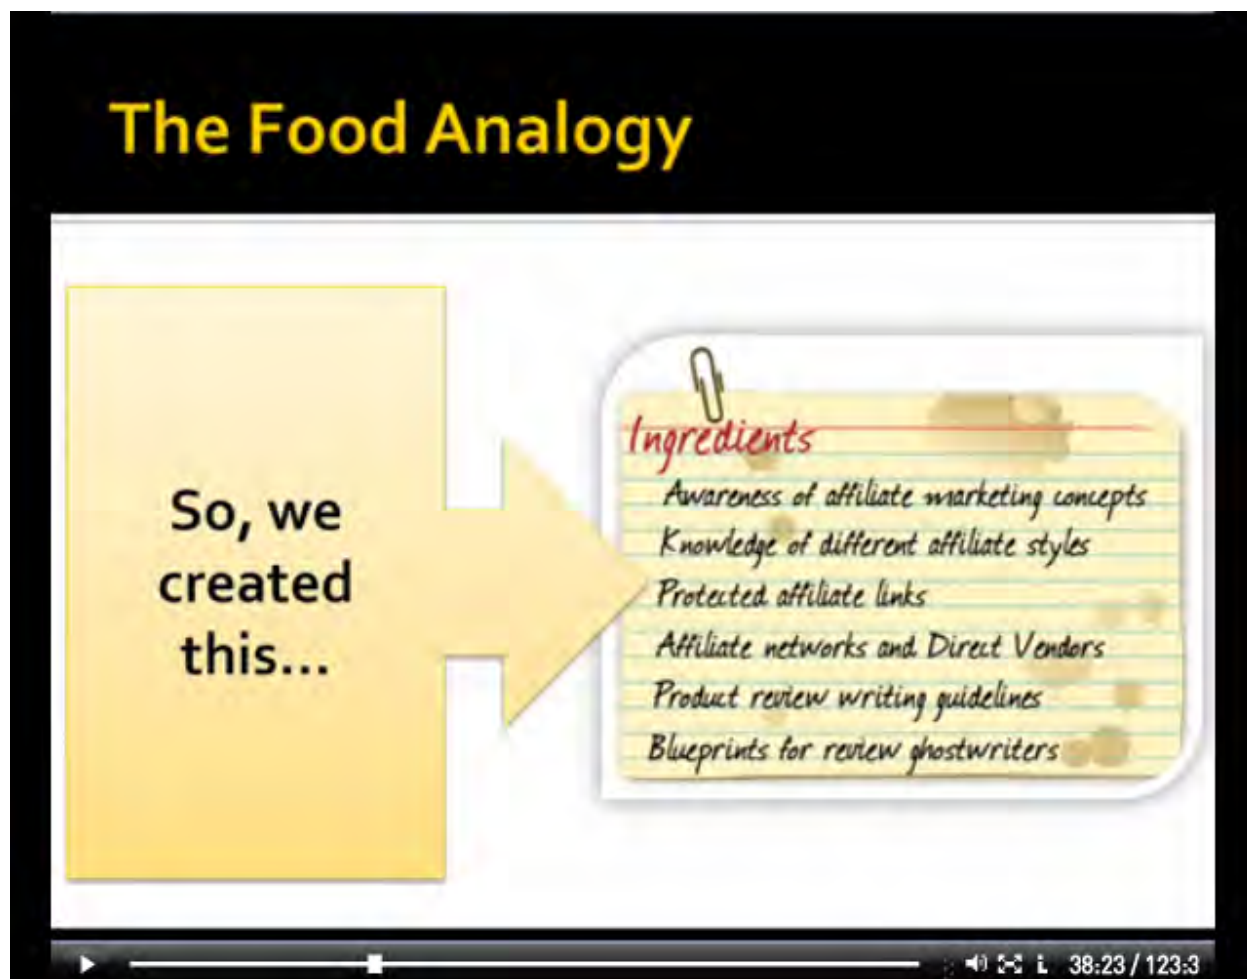 The Food Analogy
So, we
created
this...
Ingredients
Awareness of affiliate marketing concepts
Knowledge of different affiliate styles
Protected affiliate links
Affiliate networks and Direct Vendors
Product review writing guidelines
Blueprints for review ghostwriters
38:23 / 123:3